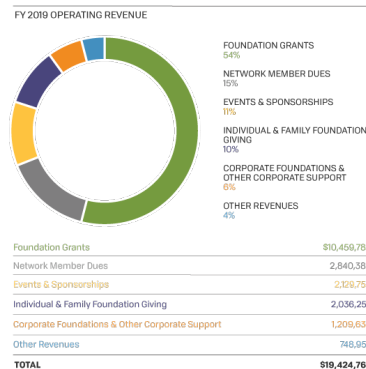 FY 2019 OPERATING REVENUE
FOUNDATION GRANTS
54%
NETWORK MEMBER DUES
15%
EVENTS & SPONSORSHIPS
11%
INDIVIDUAL & FAMILY FOUNDATION
GIVING
10%
CORPORATE FOUNDATIONS &
OTHER CORPORATE SUPPORT
6%
OTHER REVENUES
4%
Foundation Grants $10,459,78
Network Member Dues 2,840,38
Events & Sponsorships 2,129,75
Individual & Family Foundation Giving 2,036,25
Corporate Foundations & Other Corporate Support 1,209,63
Other Revenues 748,95
TOTAL $19,424,76